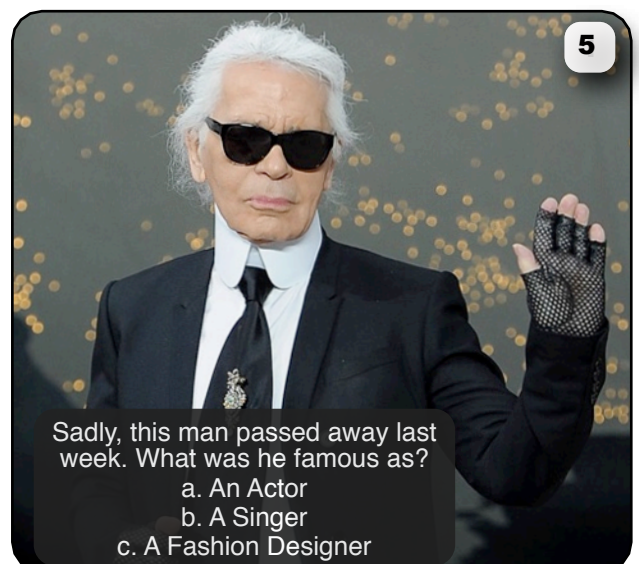 5
Sadly, this man passed away last
week. What was he famous as?
a. An Actor
b. A Singer
c. A Fashion Designer